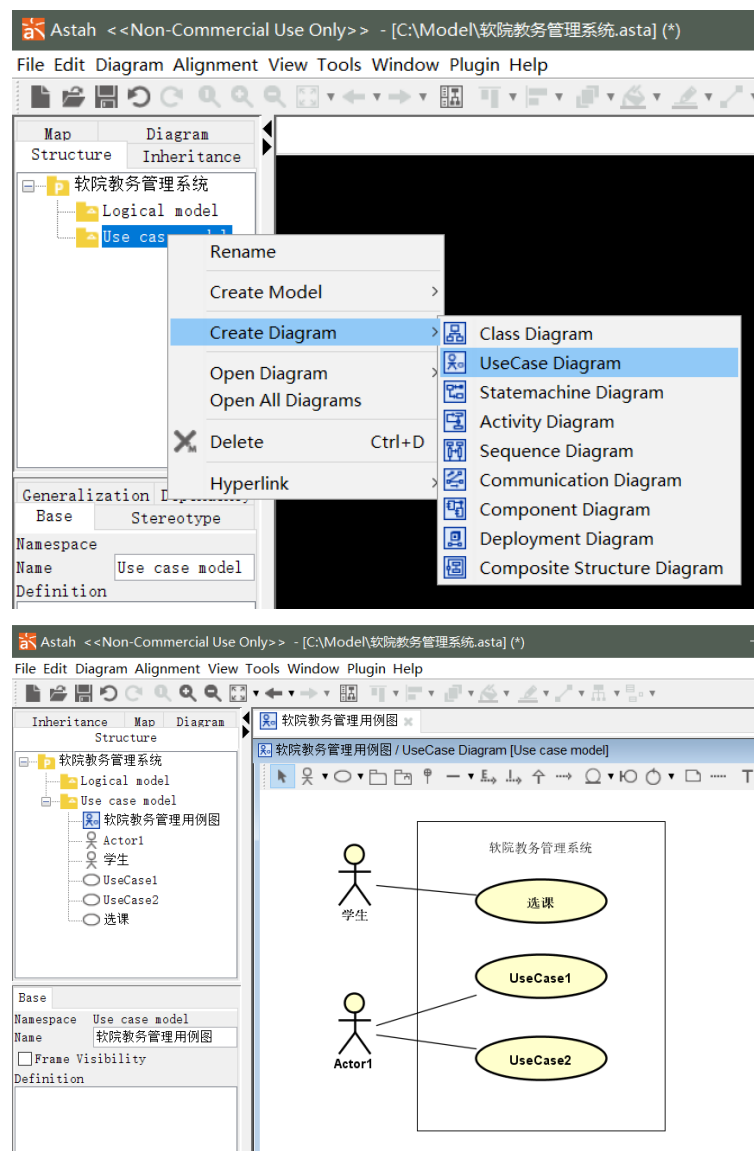 Astah <<Non-Commercial Use Only>> - [C:\Model\软院教务管理系统.asta] (*)
File Edit Diagram Alignment View Tools Window Plugin Help
Map Diagram
Structure Inheritance
软院教务管理系统
Logical model
Use cas
Rename
Create Model
Create Diagram
Class Diagram
UseCase Diagram
Open Diagram
Statemachine Diagram
Open All Diagrams
Activity Diagram
Delete Ctrl+D
Sequence Diagram
Hyperlink
Communication Diagram
Generalization
Component Diagram
Base Stereotype
Deployment Diagram
Namespace
Name Use case model
Composite Structure Diagram
Definition
Astah <<Non-Commercial Use Only>> - [C:\Model\软院教务管理系统.asta] (*)
File Edit Diagram Alignment View Tools Window Plugin Help
Inheritance Map Diagram
Structure
软院教务管理用例图
软院教务管理用例图 / UseCase Diagram [Use case model]
T
软院教务管理系统
Logical model
Use case model
软院教务管理用例图
Actor1
学生
UseCase1
UseCase2
选课
软院教务管理系统
选课
学生
UseCase1
UseCase2
Actor1
Base
Namespace Use case model
Name 软院教务管理用例图
Frame Visibility
Definition